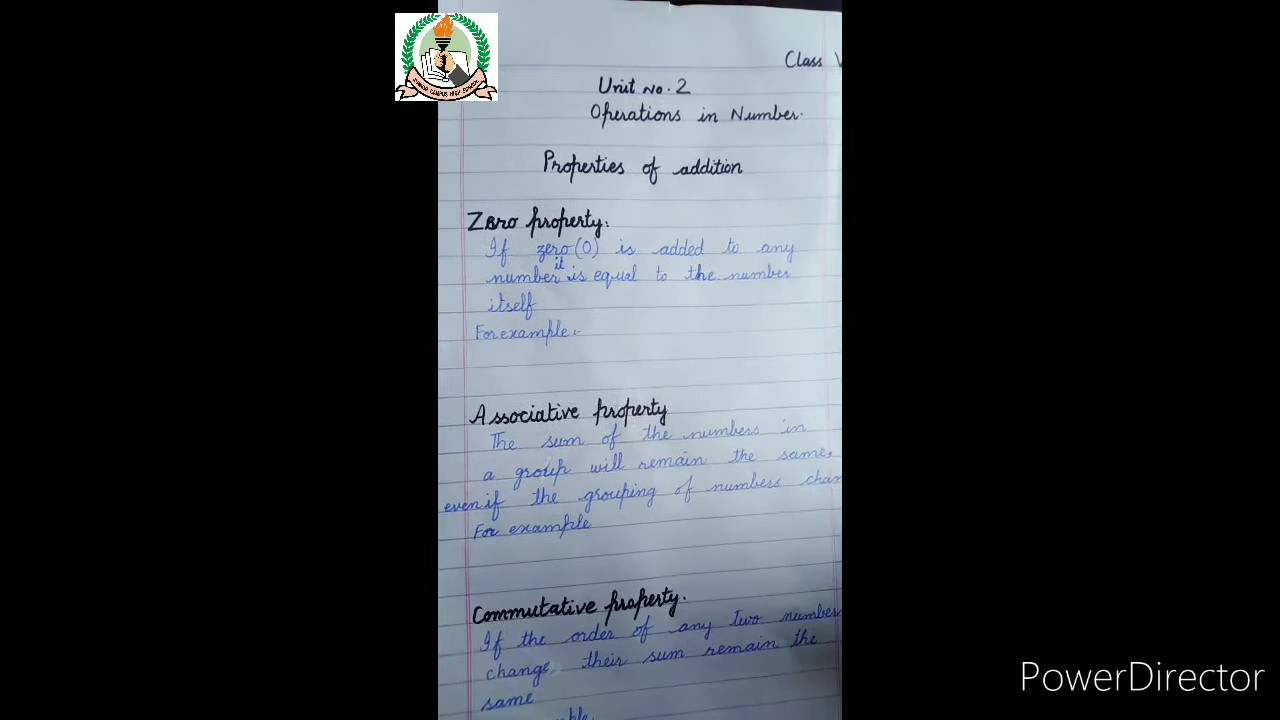 Class V
Unit No. 2
Operations in Number.
Properties of addition
Zero property.
If zero (0) is added to any
it
number is equal to the number
itself
For example:-
Associative property
The sum of the numbers in
a group will remain the same,
even if the grouping of numbers chan
For example
Commutative property.
If the order of any two number
change, their sum remain the
same
PowerDirector